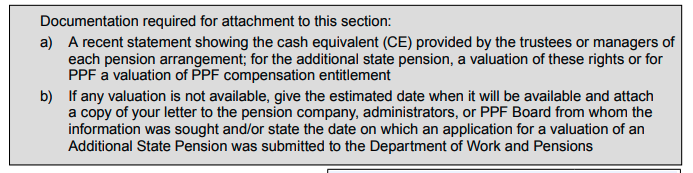 Documentation required for attachment to this section:
a) A recent statement showing the cash equivalent (CE) provided by the trustees or managers of
each pension arrangement; for the additional state pension, a valuation of these rights or for
PPF a valuation of PPF compensation entitlement
b) If any valuation is not available, give the estimated date when it will be available and attach
a copy of your letter to the pension company, administrators, or PPF Board from whom the
information was sought and/or state the date on which an application for a valuation of an
Additional State Pension was submitted to the Department of Work and Pensions